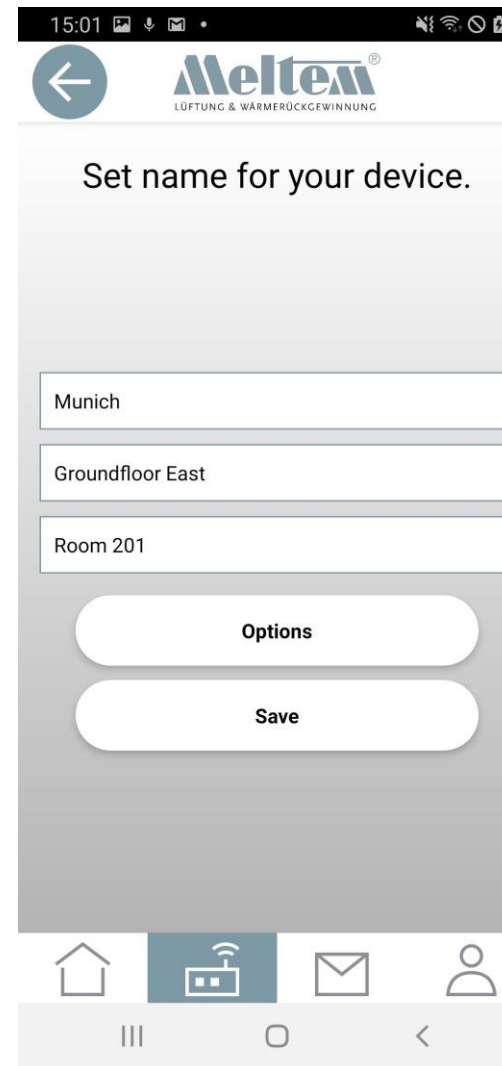 15:01
Meltem®
LÜFTUNG & WÄRMERÜCKGEWINNUNG
Set name for your device.
Munich
Groundfloor East
Room 201
Options
Save